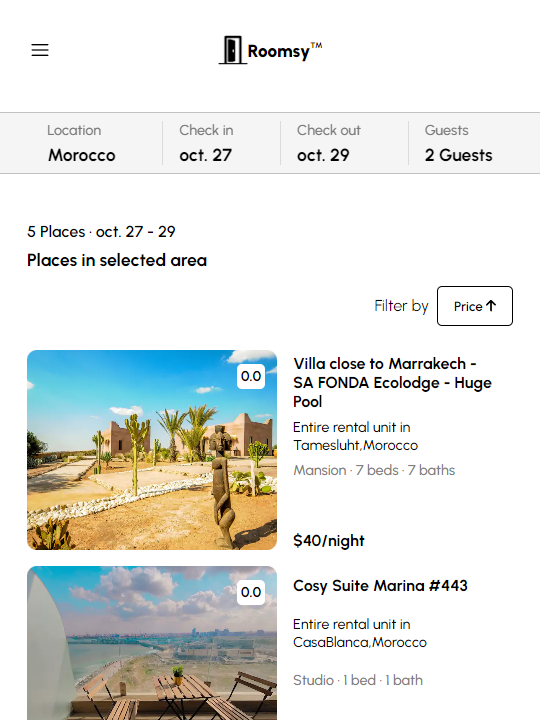 Roomsy™
Location
Check in
Check out
Guests
Morocco
oct. 27
oct. 29
2 Guests
5 Places · oct. 27 - 29
Places in selected area
Filter by
Price
0.0
Villa close to Marrakech -
SA FONDA Ecolodge - Huge
Pool
Entire rental unit in
Tamesluht,Morocco
Mansion · 7 beds · 7 baths
$40/night
0.0
Cosy Suite Marina #443
Entire rental unit in
CasaBlanca,Morocco
Studio · 1 bed · 1 bath